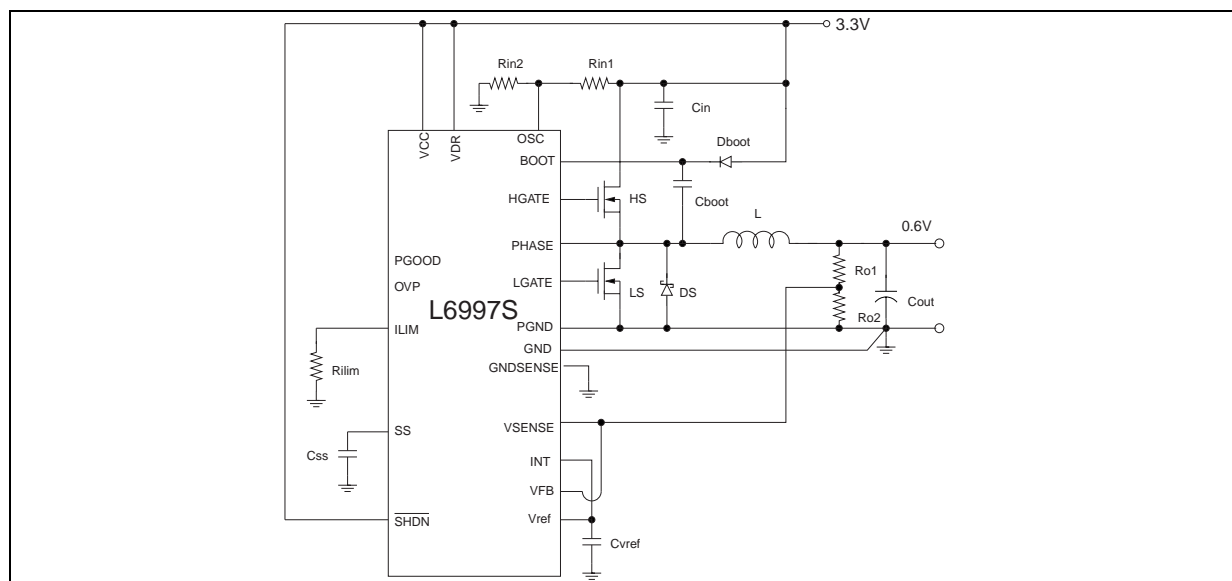 3.3V
Rin2
Rin1
Cin
VCC
VDR
OSC
Dboot
BOOT
Cboot
HGATE
HS
L
0.6V
PHASE
PGOOD
Ro1
OVP
LGATE
LS
DS
Cout
L6997S
Ro2
ILIM
PGND
GND
GNDSENSE
Rilim
VSENSE
SS
Css
INT
VFB
SHDN
Vref
Cvref